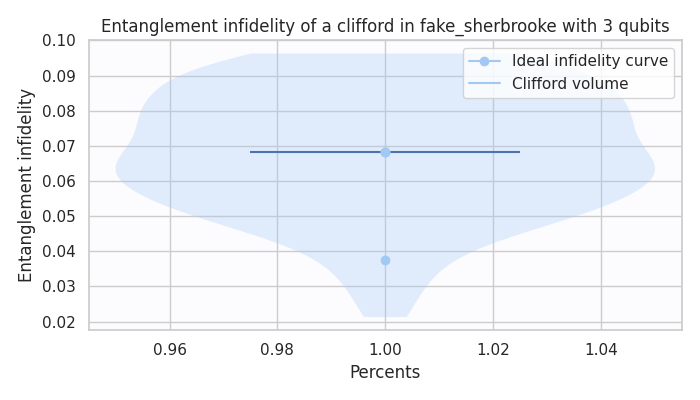 Entanglement infidelity of a clifford in fake_sherbrooke with 3 qubits
Ideal infidelity curve
Clifford volume
Entanglement infidelity
0.10
0.09
0.08
0.07
0.06
0.05
0.04
0.03
0.02
0.96
0.98
1.00
1.02
1.04
Percents